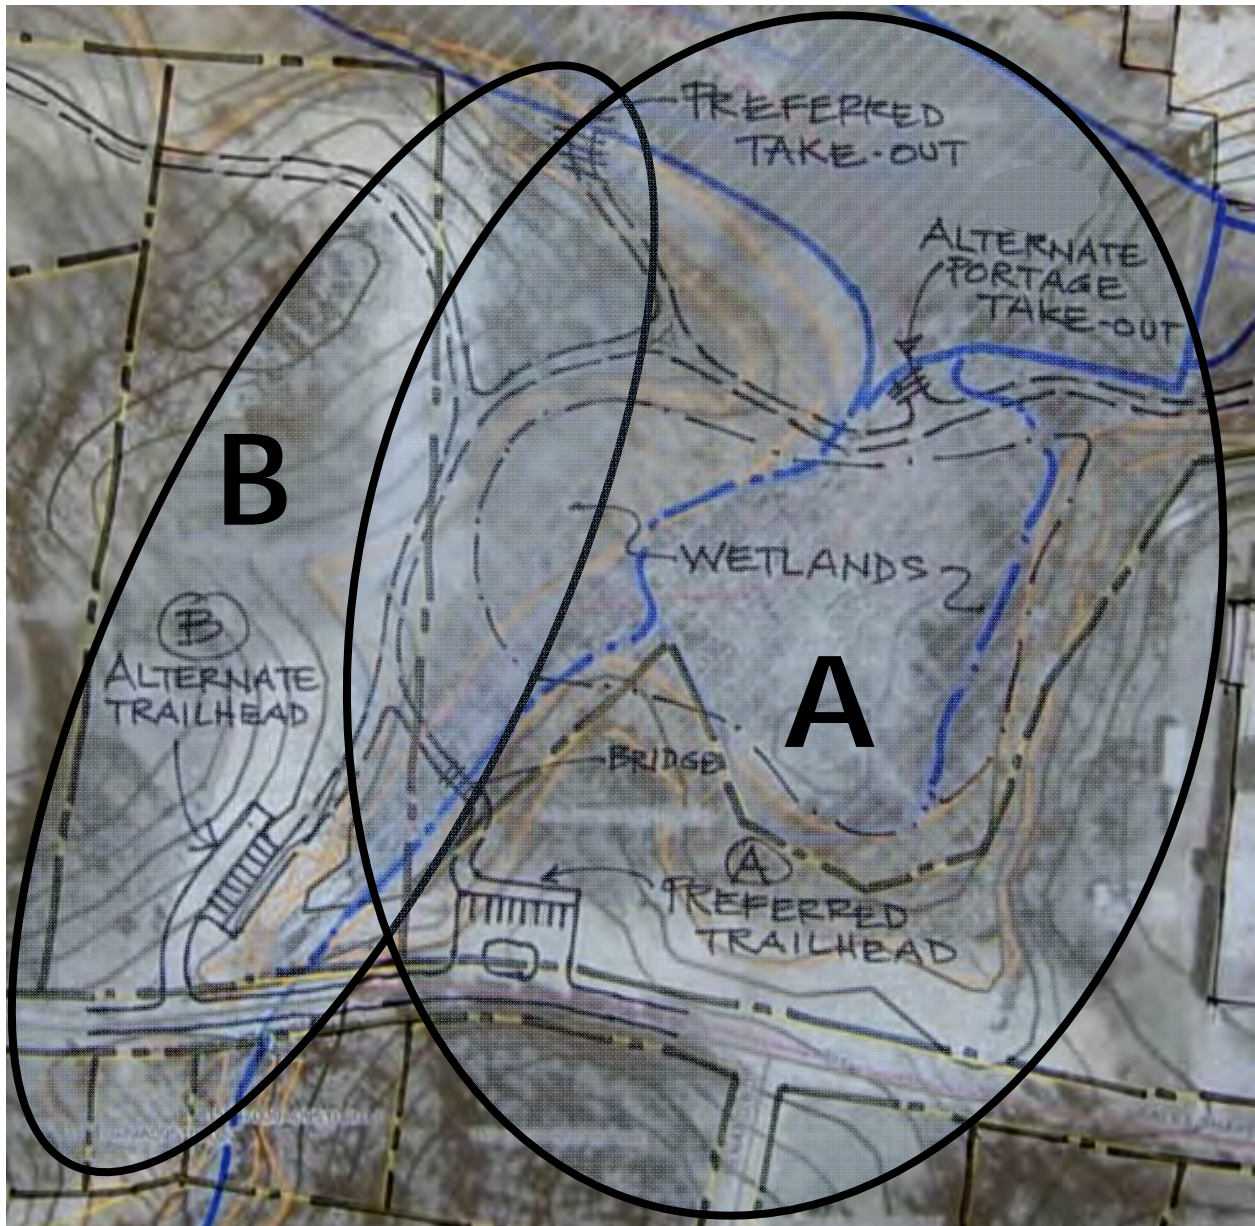 PREFERRED
TAKE-OUT
ALTERNATE
PORTAGE
TAKE-OUT
B
WETLANDS
B
ALTERNATE
TRAILHEAD
A
BRIDGE
A
PREFERRED
TRAILHEAD